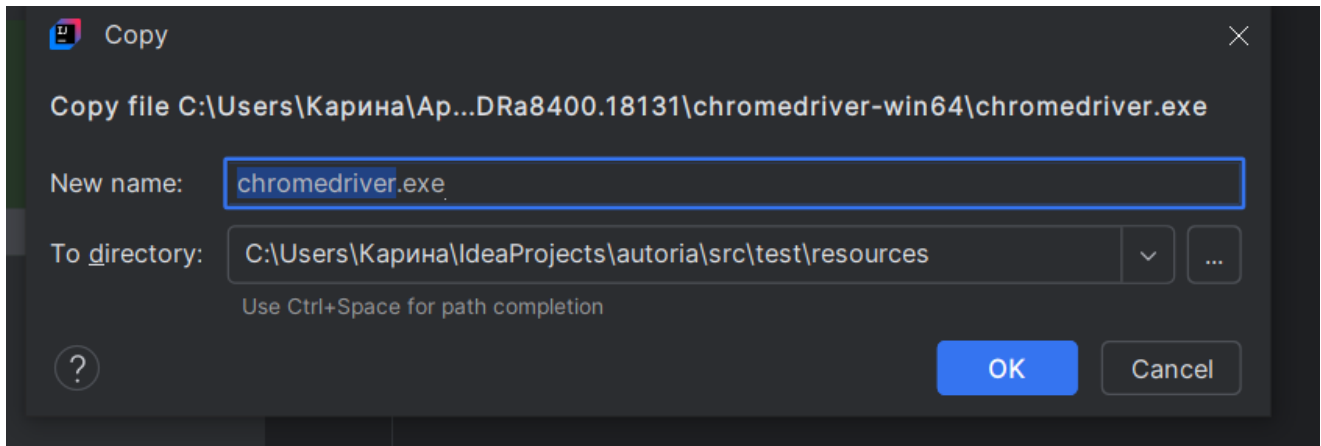 Copy
Copy file C:\Users\Карина\Ap...DRa8400.18131\chromedriver-win64\chromedriver.exe
New name: chromedriver.exe
To directory: C:\Users\Карина\IdeaProjects\autoria\src\test\resources ...
Use Ctrl+Space for path completion
? OK Cancel